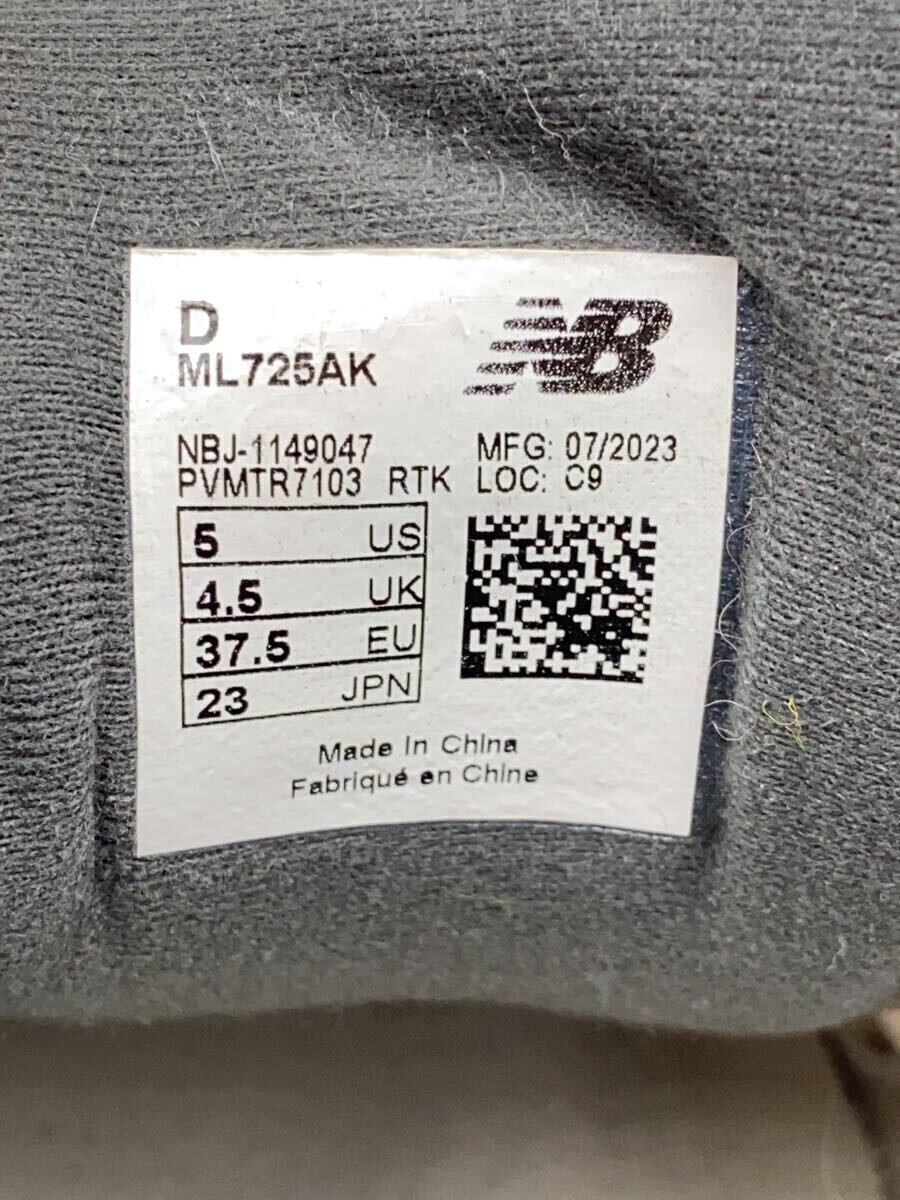 D
NB
ML725AK
NBJ-1149047 MFG: 07/2023
PVMTR7103 RTK LOC: C9
5 US
4.5 UK
37.5 EU
23 JPN
Made In China
Fabriqué en Chine